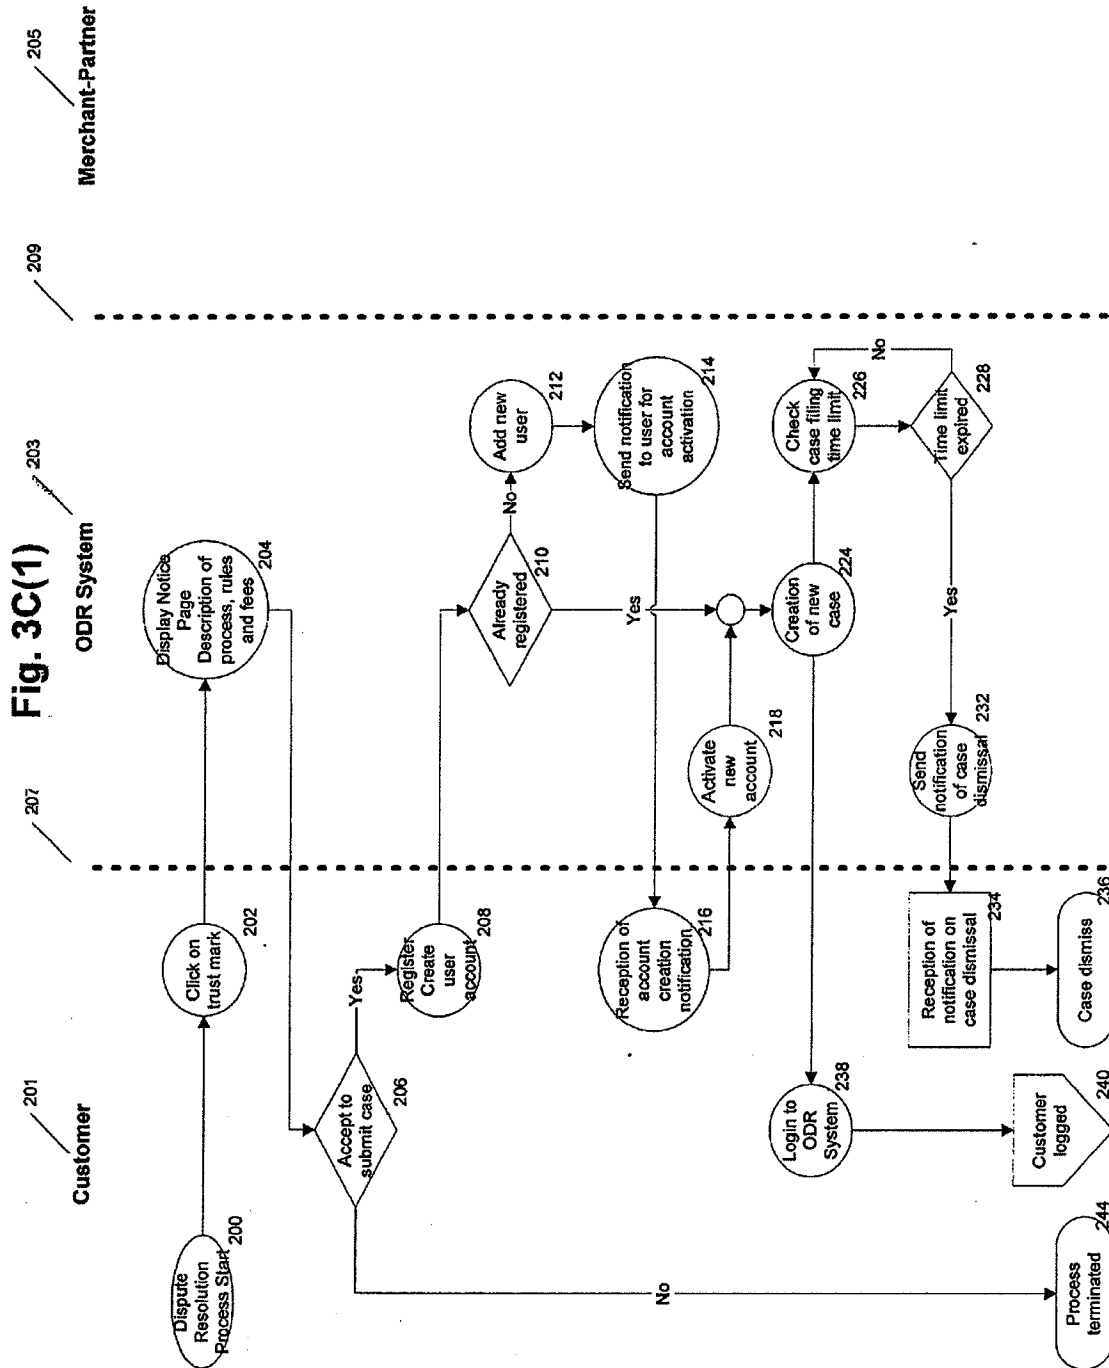 Fig. 3C(1)
201
207
203
209
205
Customer
ODR System
Merchant-Partner
Dispute
Resolution
Process Start
200
Click on
trust mark
202
Display Notice
Page
Description of
process, rules
and fees
204
Accept to
submit case
206
Yes
No
Register
Create
user
account
208
Already
registered
210
No
Yes
Add new
user
212
Send notification
to user for
account
activation
214
Reception of
account
creation
notification
216
Activate
new
account
218
Creation
of new
case
224
Check
case filing
time limit
226
Time limit
expired
228
No
Yes
Login to
ODR
System
238
Send
notification
of case
dismissal
232
Reception of
notification on
case dismissal
234
Customer
logged
240
Case dismiss
236
Process
terminated
244